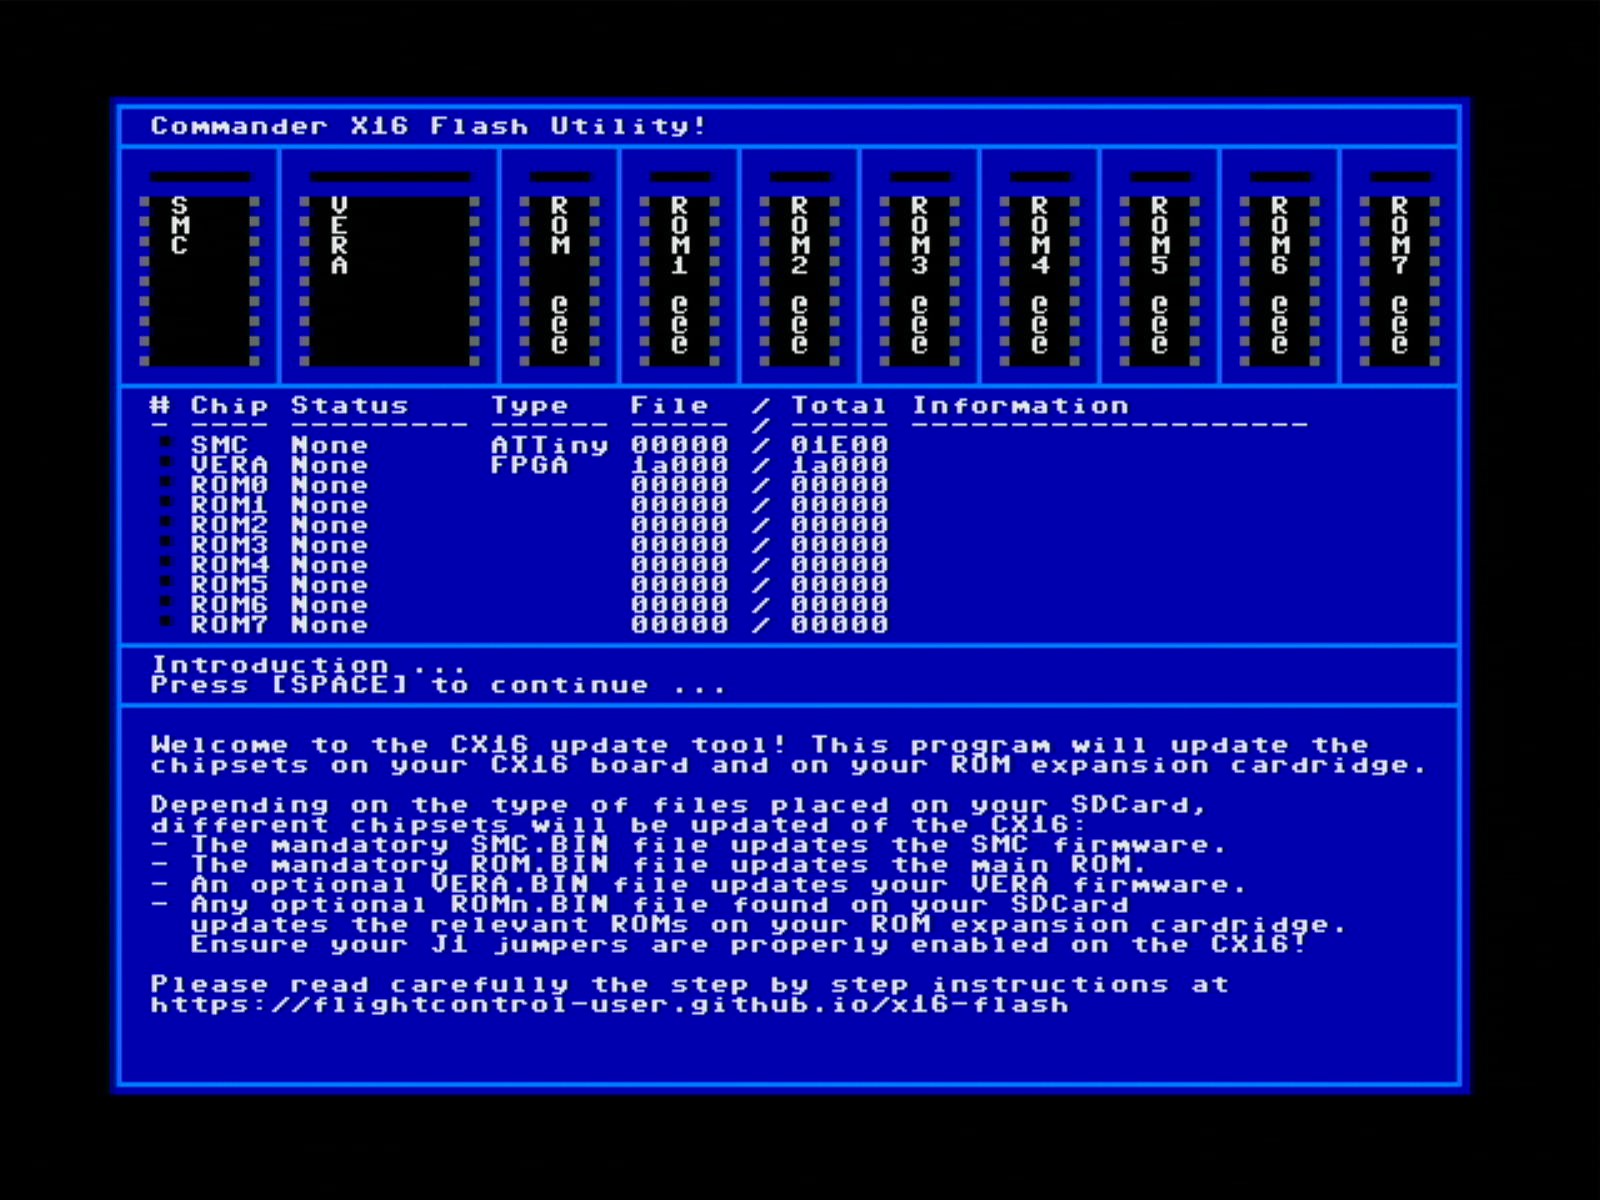 Commander X16 Flash Utility!
SMC
VERA
ROM @@@
ROM1 @@@
ROM2 @@@
ROM3 @@@
ROM4 @@@
ROM5 @@@
ROM6 @@@
ROM7 @@@
# Chip Status Type File / Total Information
- ---- --------- ------ ----- / ----- --------------------
SMC None ATTiny 00000 / 01E00
VERA None FPGA 1a000 / 1a000
ROM0 None 00000 / 00000
ROM1 None 00000 / 00000
ROM2 None 00000 / 00000
ROM3 None 00000 / 00000
ROM4 None 00000 / 00000
ROM5 None 00000 / 00000
ROM6 None 00000 / 00000
ROM7 None 00000 / 00000
Introduction ...
Press [SPACE] to continue ...
Welcome to the CX16 update tool! This program will update the
chipsets on your CX16 board and on your ROM expansion cardridge.
Depending on the type of files placed on your SDCard,
different chipsets will be updated of the CX16:
- The mandatory SMC.BIN file updates the SMC firmware.
- The mandatory ROM.BIN file updates the main ROM.
- An optional VERA.BIN file updates your VERA firmware.
- Any optional ROMn.BIN file found on your SDCard
updates the relevant ROMs on your ROM expansion cardridge.
Ensure your J1 jumpers are properly enabled on the CX16!
Please read carefully the step by step instructions at
https://flightcontrol-user.github.io/x16-flash